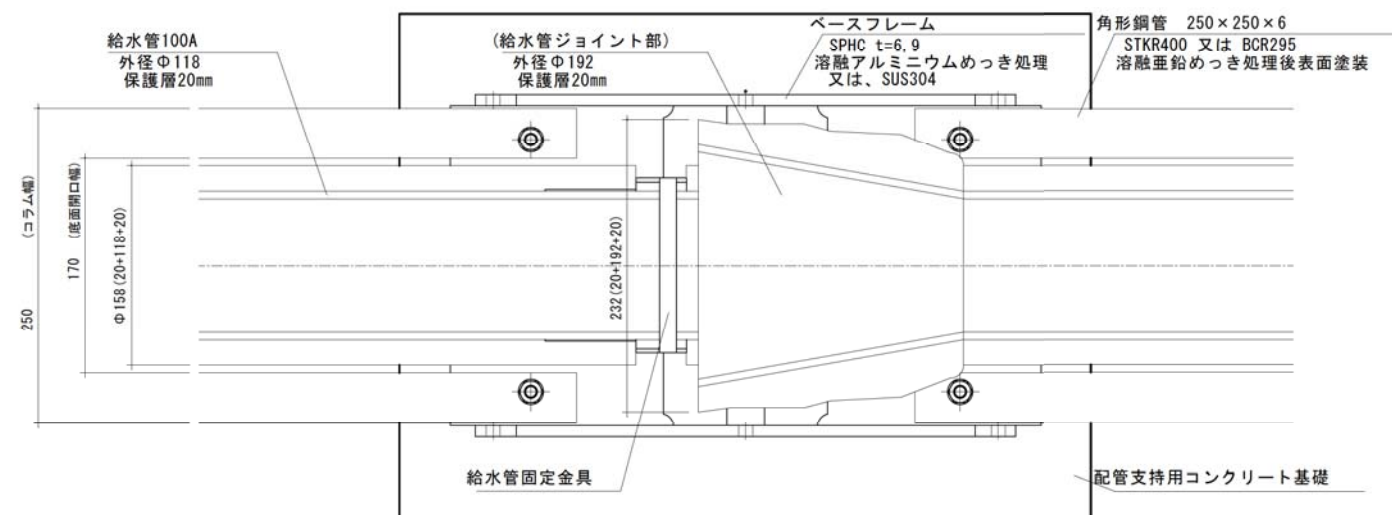 給水管100A
外径Φ118
保護層20mm
(給水管ジョイント部)
外径Φ192
保護層20mm
ベースフレーム
SPHC t=6,9
溶融アルミニウムめっき処理
又は、SUS304
角形鋼管 250×250×6
STKR400 又は BCR295
溶融亜鉛めっき処理後表面塗装
250 (コラム幅)
170 (底面開口幅)
Φ158(20+118+20)
232(20+192+20)
給水管固定金具
配管支持用コンクリート基礎